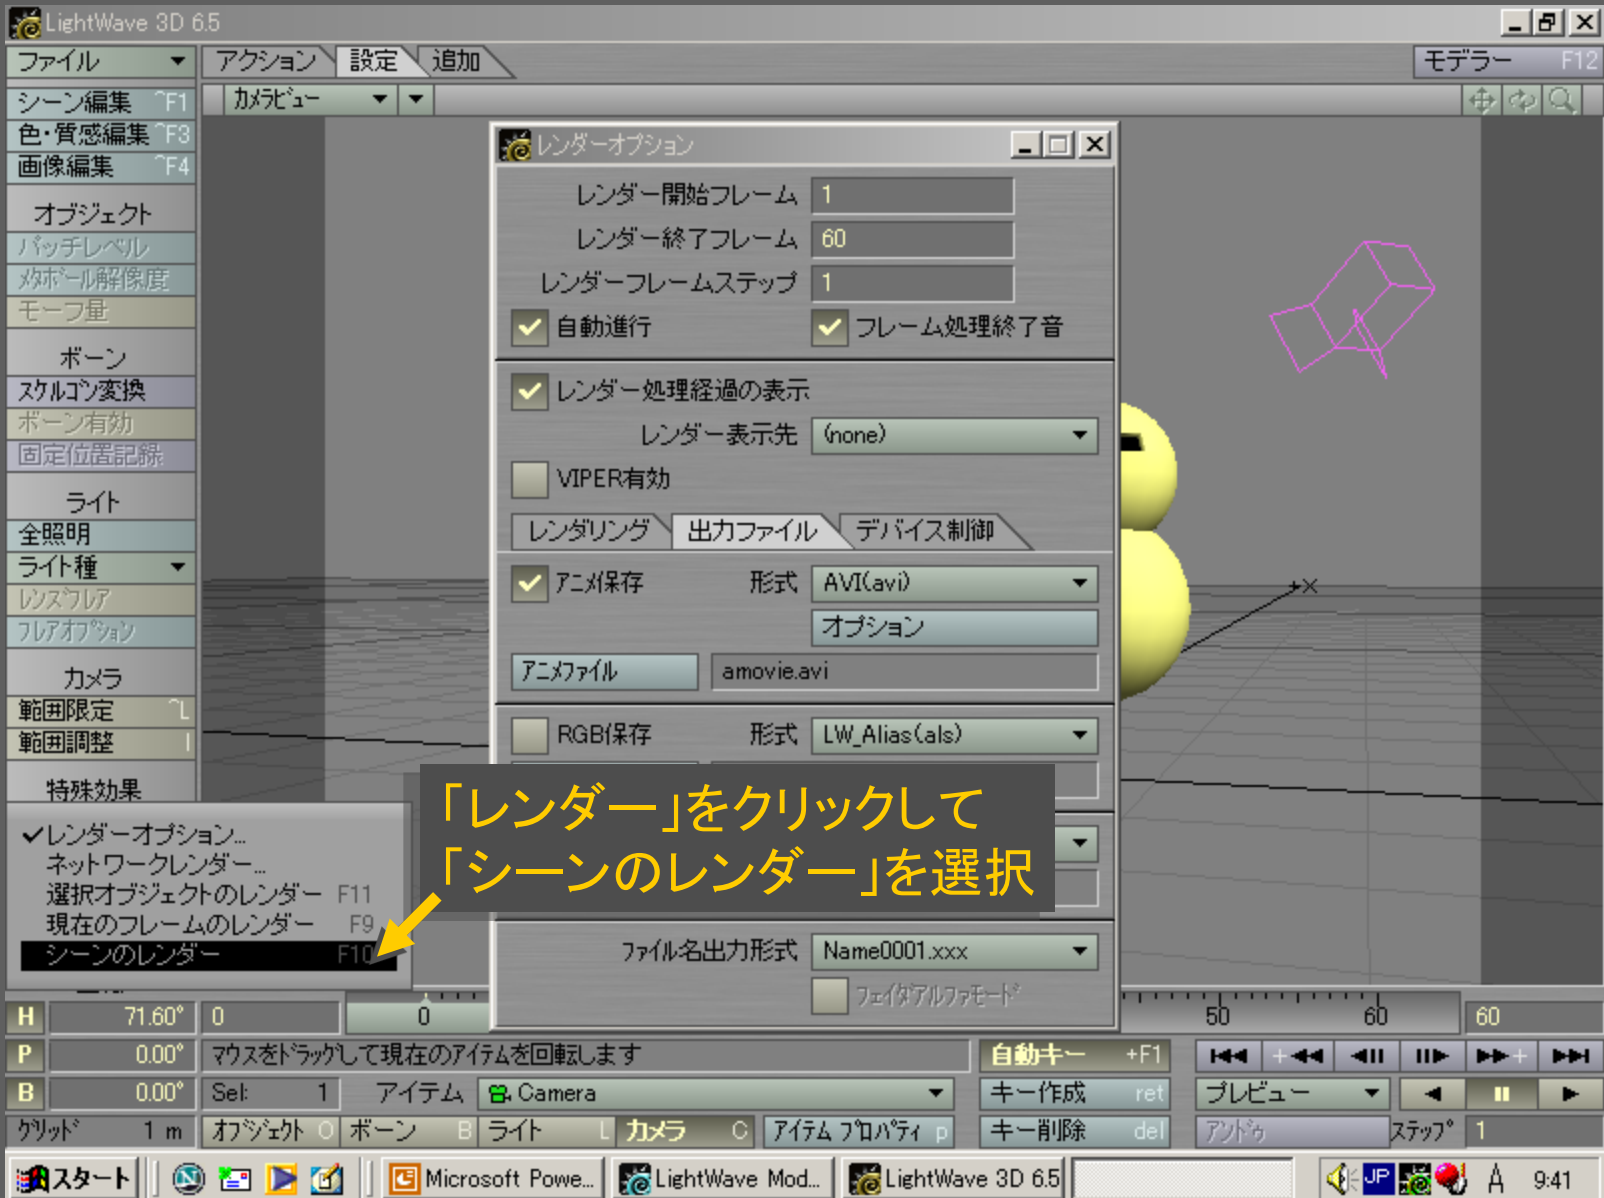 LightWave 3D 6.5
ファイル
アクション 設定 追加
モデラー F12
シーン編集 ^F1
カメラビュー
色・質感編集 ^F3
画像編集 ^F4
オブジェクト
パッチレベル
メタボール解像度
モーフ量
ボーン
スケルゴン変換
ボーン有効
固定位置記録
ライト
全照明
ライト種
レンズフレア
フレアオプション
カメラ
範囲限定 ^L
範囲調整 |
特殊効果
レンダーオプション
レンダー開始フレーム 1
レンダー終了フレーム 60
レンダーフレームステップ 1
自動進行 フレーム処理終了音
レンダー処理経過の表示
レンダー表示先 (none)
VIPER有効
レンダリング 出力ファイル デバイス制御
アニメ保存 形式 AVI(avi)
オプション
アニメファイル amovie.avi
RGB保存 形式 LW_Alias(als)
「レンダー」をクリックして
「シーンのレンダー」を選択
ファイル名出力形式 Name0001.xxx
フェイダアルファモード
レンダーオプション...
ネットワークレンダー...
選択オブジェクトのレンダー F11
現在のフレームのレンダー F9
シーンのレンダー F10
H 71.60° 0 0 50 60 60
P 0.00° マウスをドラッグして現在のアイテムを回転します 自動キー +F1
B 0.00° Sel: 1 アイテム Camera キー作成 ret プレビュー
グリッド 1 m オブジェクト O ボーン B ライト L カメラ C アイテム プロパティ p キー削除 del アンドゥ ステップ 1
スタート Microsoft Powe... LightWave Mod... LightWave 3D 6.5 JP A 9:41